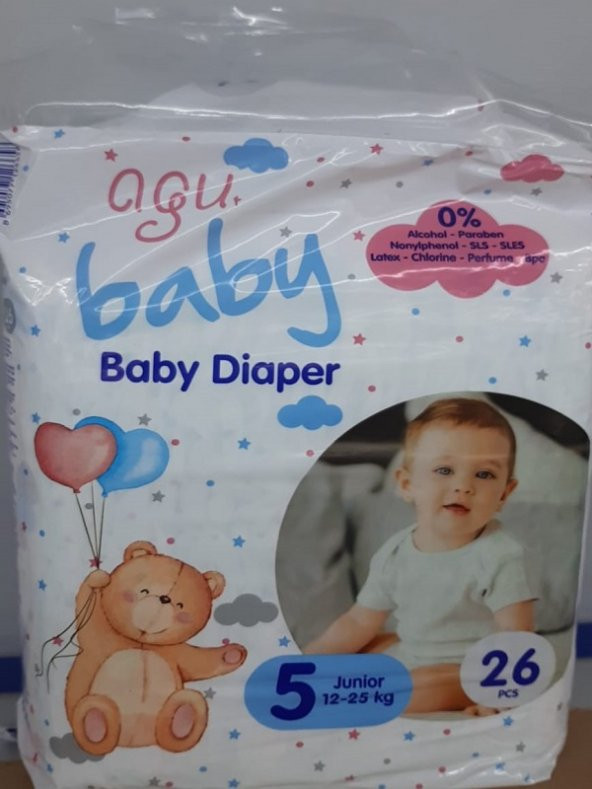 agu
baby
Baby Diaper
0%
Alcohol - Paraben
Nonylphenol - SLS - SLES
Latex - Chlorine - Perfume
5 Junior
12-25 kg
26
PCS